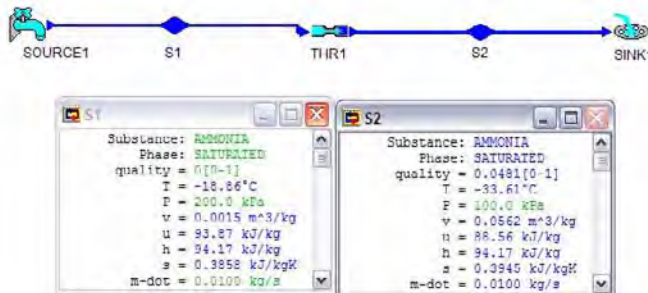 SOURCE1 S1 THR1 S2 SINK1
S1
Substance: AMMONIA
Phase: SATURATED
quality = 0[0-1]
T = -18.86°C
P = 200.0 kPa
v = 0.0015 m^3/kg
u = 93.87 kJ/kg
h = 94.17 kJ/kg
s = 0.3858 kJ/kgK
m-dot = 0.0100 kg/s
S2
Substance: AMMONIA
Phase: SATURATED
quality = 0.0481[0-1]
T = -33.61°C
P = 100.0 kPa
v = 0.0562 m^3/kg
u = 88.56 kJ/kg
h = 94.17 kJ/kg
s = 0.3945 kJ/kgK
m-dot = 0.0100 kg/s